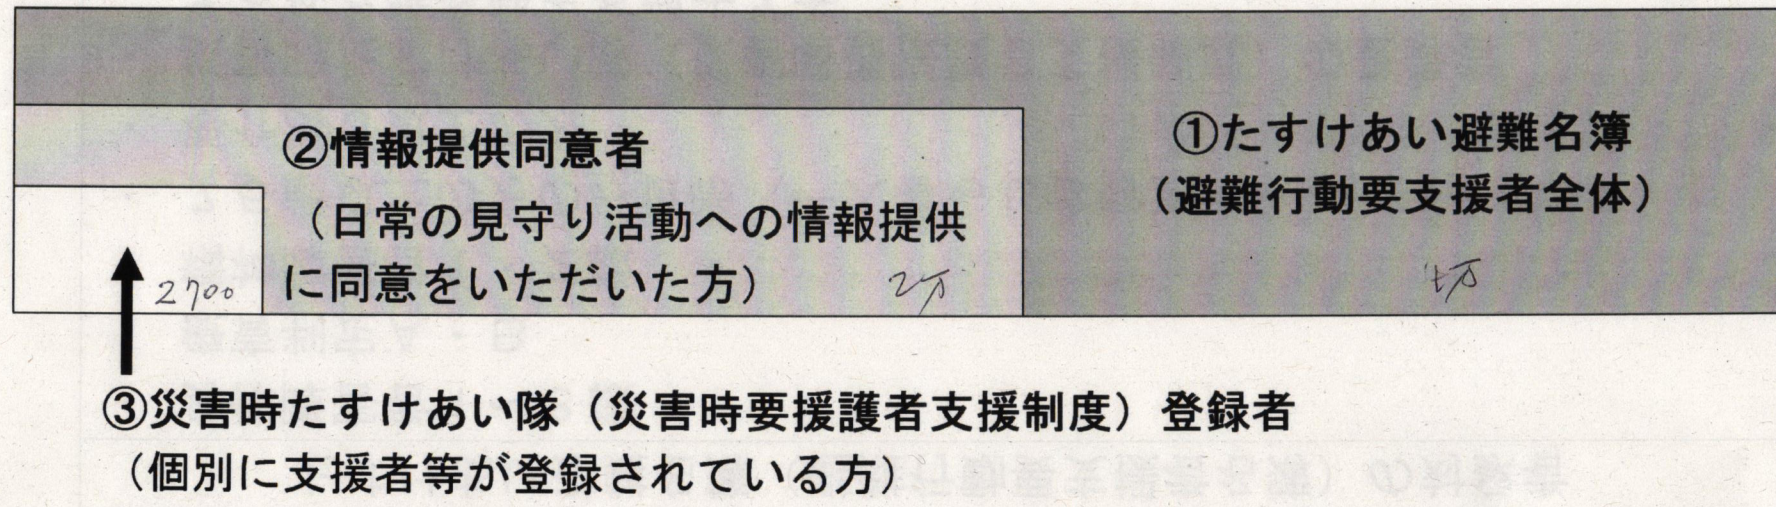 ②情報提供同意者
（日常の見守り活動への情報提供
に同意をいただいた方）
2万
①たすけあい避難名簿
（避難行動要支援者全体）
2700
③災害時たすけあい隊（災害時要援護者支援制度）登録者
（個別に支援者等が登録されている方）